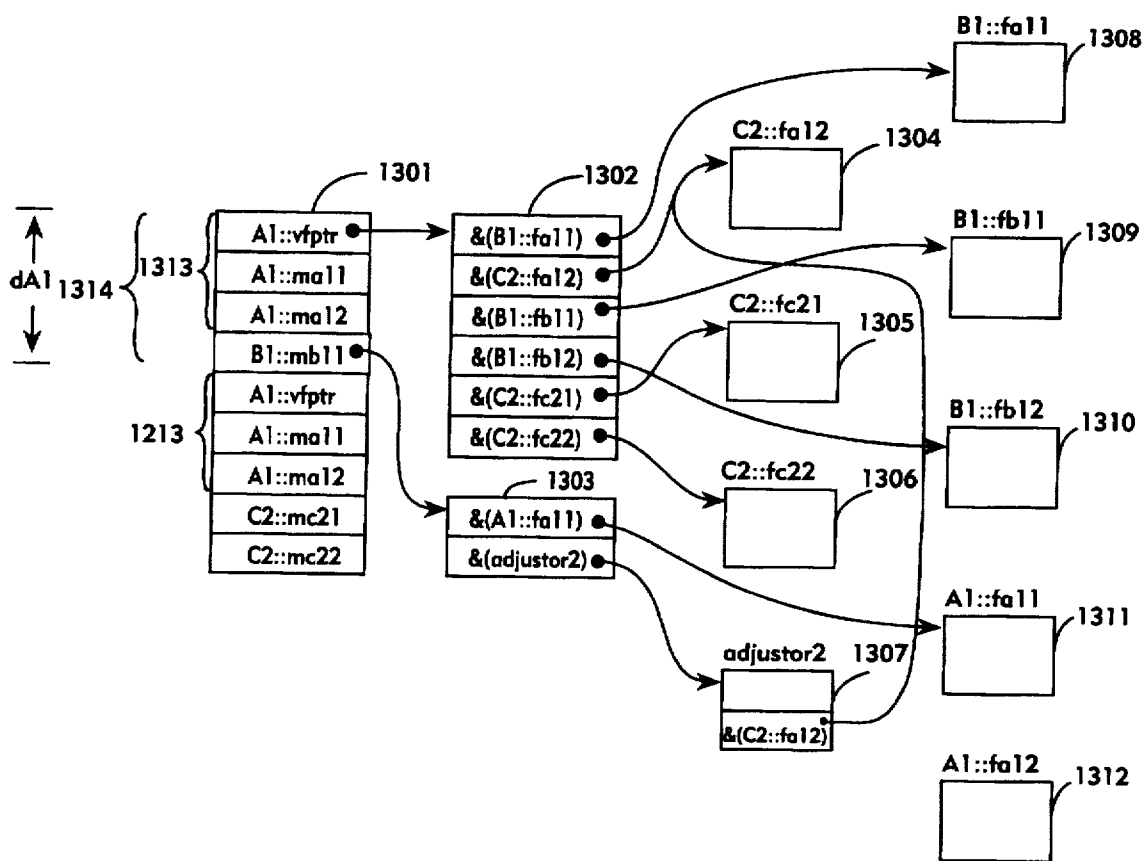 B1::fa11
1308
C2::fa12
1304
1301
1302
dA1
1314
1313
A1::vfptr
A1::ma11
A1::ma12
B1::mb11
A1::vfptr
A1::ma11
A1::ma12
C2::mc21
C2::mc22
1213
&(B1::fa11)
&(C2::fa12)
&(B1::fb11)
&(B1::fb12)
&(C2::fc21)
&(C2::fc22)
B1::fb11
1309
C2::fc21
1305
B1::fb12
1310
1303
&(A1::fa11)
&(adjustor2)
C2::fc22
1306
A1::fa11
1311
adjustor2
1307
&(C2::fa12)
A1::fa12
1312